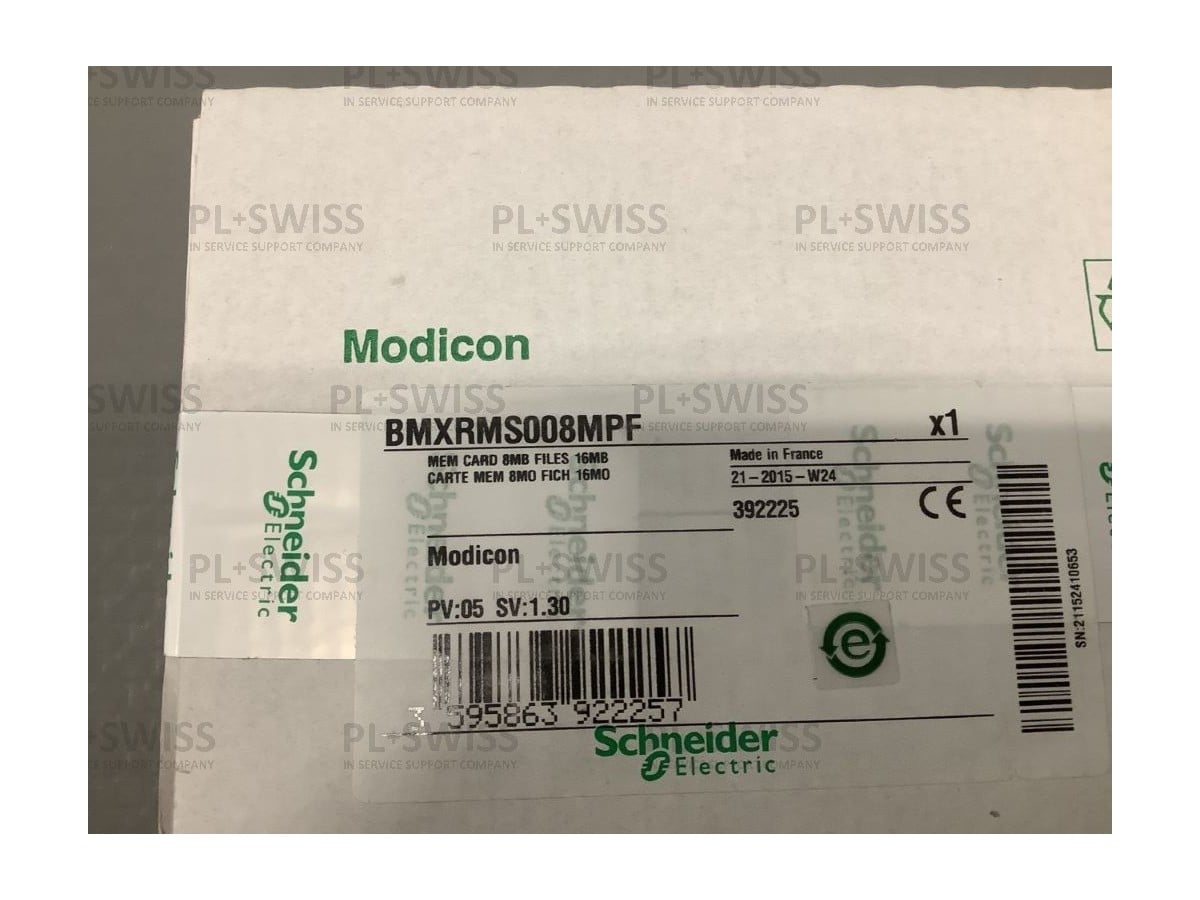 PL+SWISS
IN SERVICE SUPPORT COMPANY
Modicon
BMXRMS008MPF x1
MEM CARD 8MB FILES 16MB
CARTE MEM 8MO FICH 16MO
Made in France
21-2015-W24
392225
CE
Modicon
PV:05 SV:1.30
3 595863 922257
Schneider
Electric
Schneider
Electric
SN:21152410653